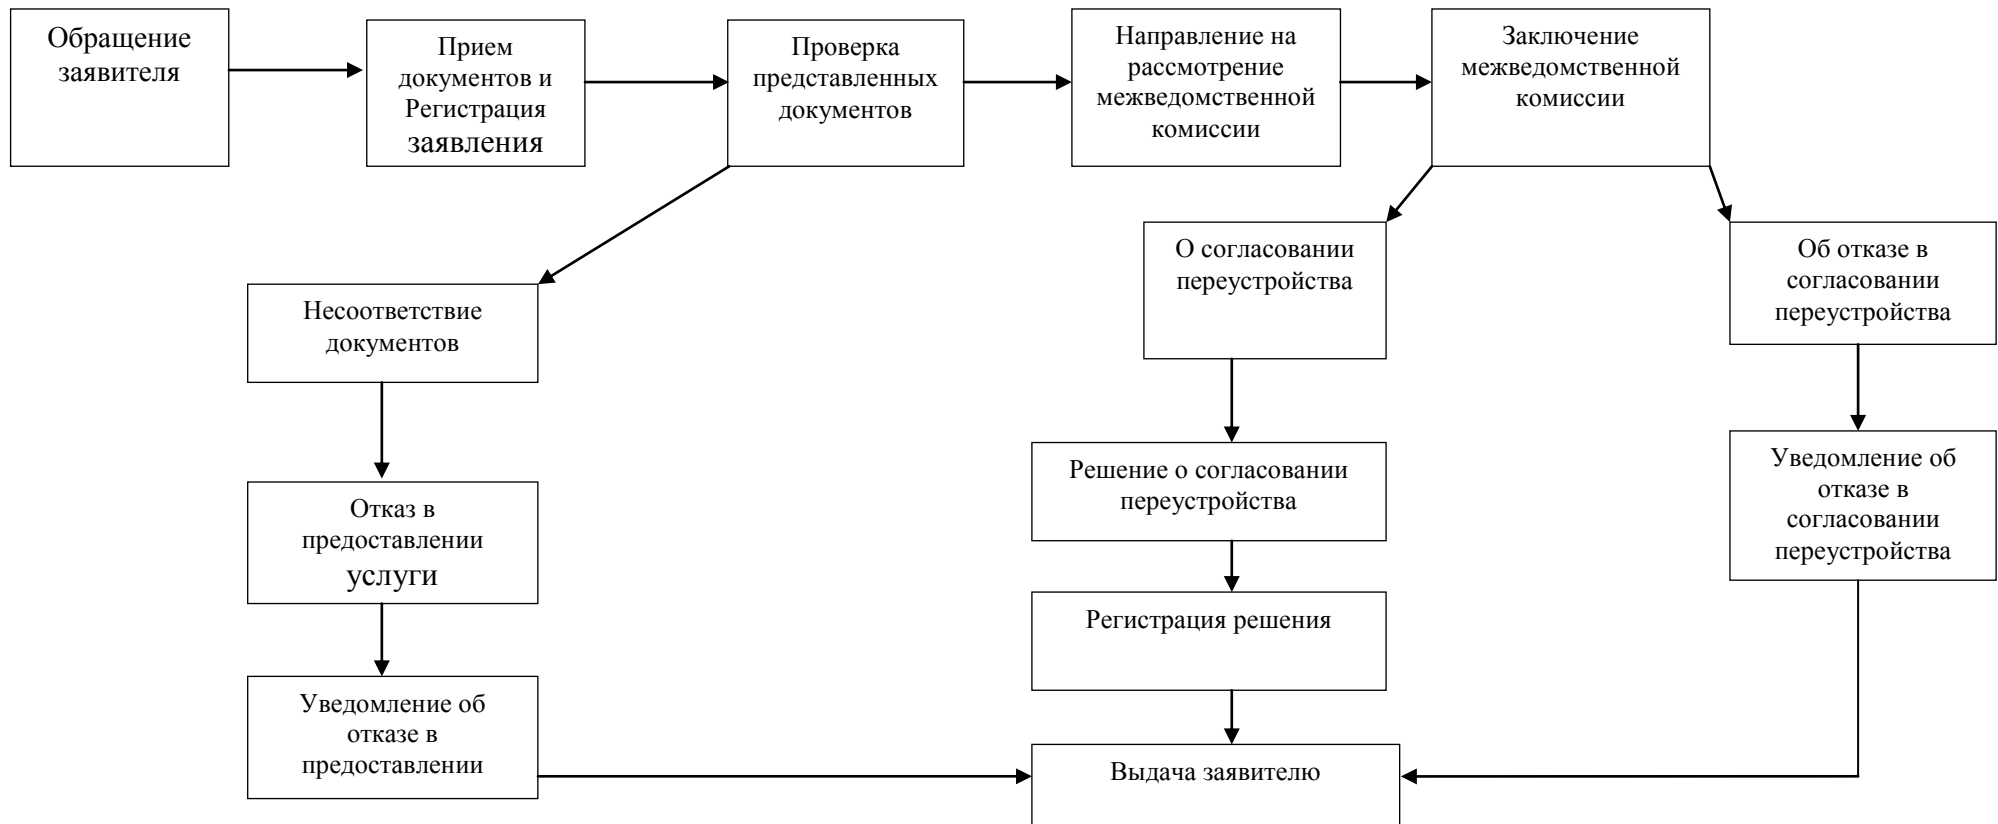 Обращение
заявителя
Прием
документов и
Регистрация
заявления
Проверка
представленных
документов
Направление на
рассмотрение
межведомственной
комиссии
Заключение
межведомственной
комиссии
О согласовании
переустройства
Об отказе в
согласовании
переустройства
Несоответствие
документов
Решение о согласовании
переустройства
Уведомление об
отказе в
согласовании
переустройства
Отказ в
предоставлении
услуги
Регистрация решения
Уведомление об
отказе в
предоставлении
Выдача заявителю